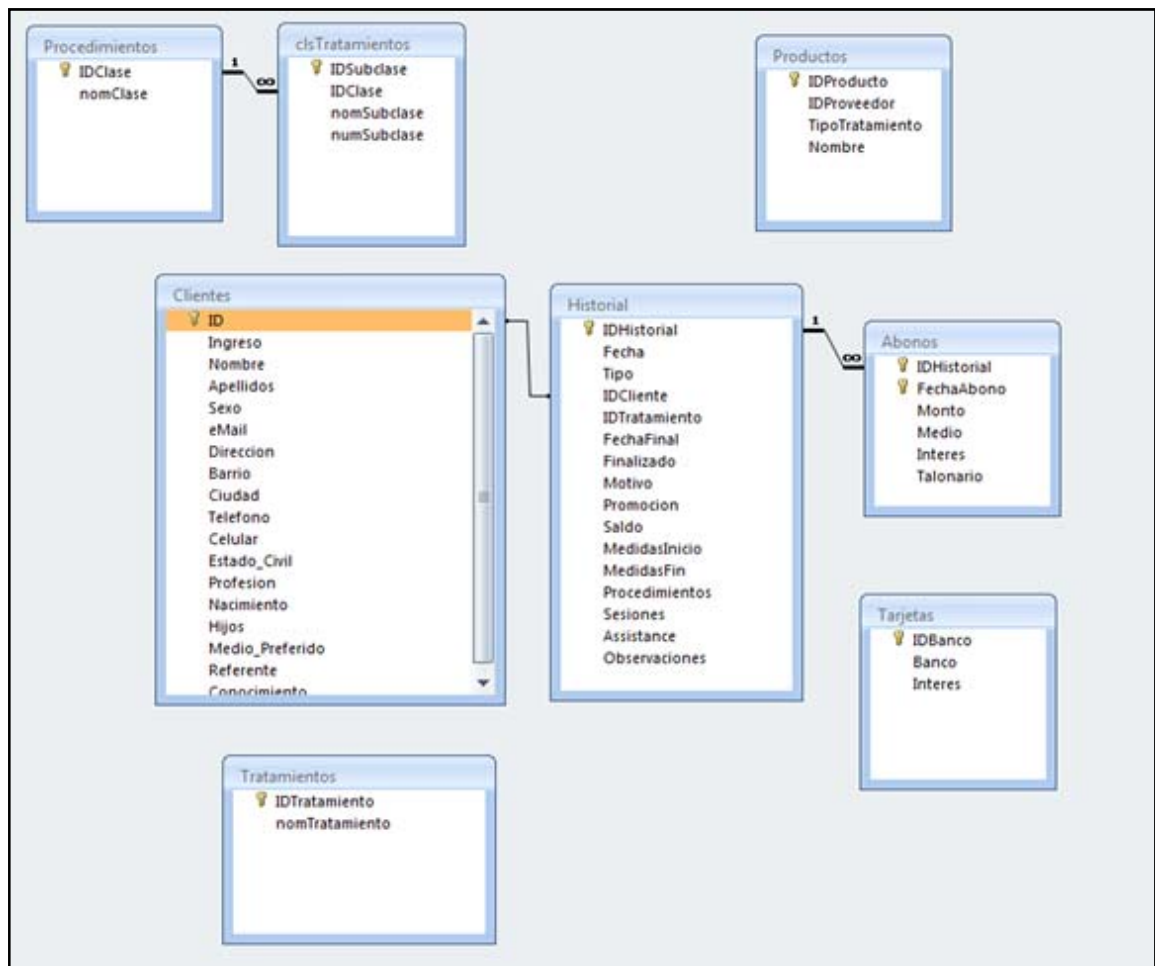 Procedimientos
IDClase
nomClase
1
∞
clsTratamientos
IDSubclase
IDClase
nomSubclase
numSubclase
Productos
IDProducto
IDProveedor
TipoTratamiento
Nombre
Clientes
ID
Ingreso
Nombre
Apellidos
Sexo
eMail
Direccion
Barrio
Ciudad
Telefono
Celular
Estado_Civil
Profesion
Nacimiento
Hijos
Medio_Preferido
Referente
Conocimiento
Historial
IDHistorial
Fecha
Tipo
IDCliente
IDTratamiento
FechaFinal
Finalizado
Motivo
Promocion
Saldo
MedidasInicio
MedidasFin
Procedimientos
Sesiones
Assistance
Observaciones
1
∞
Abonos
IDHistorial
FechaAbono
Monto
Medio
Interes
Talonario
Tarjetas
IDBanco
Banco
Interes
Tratamientos
IDTratamiento
nomTratamiento